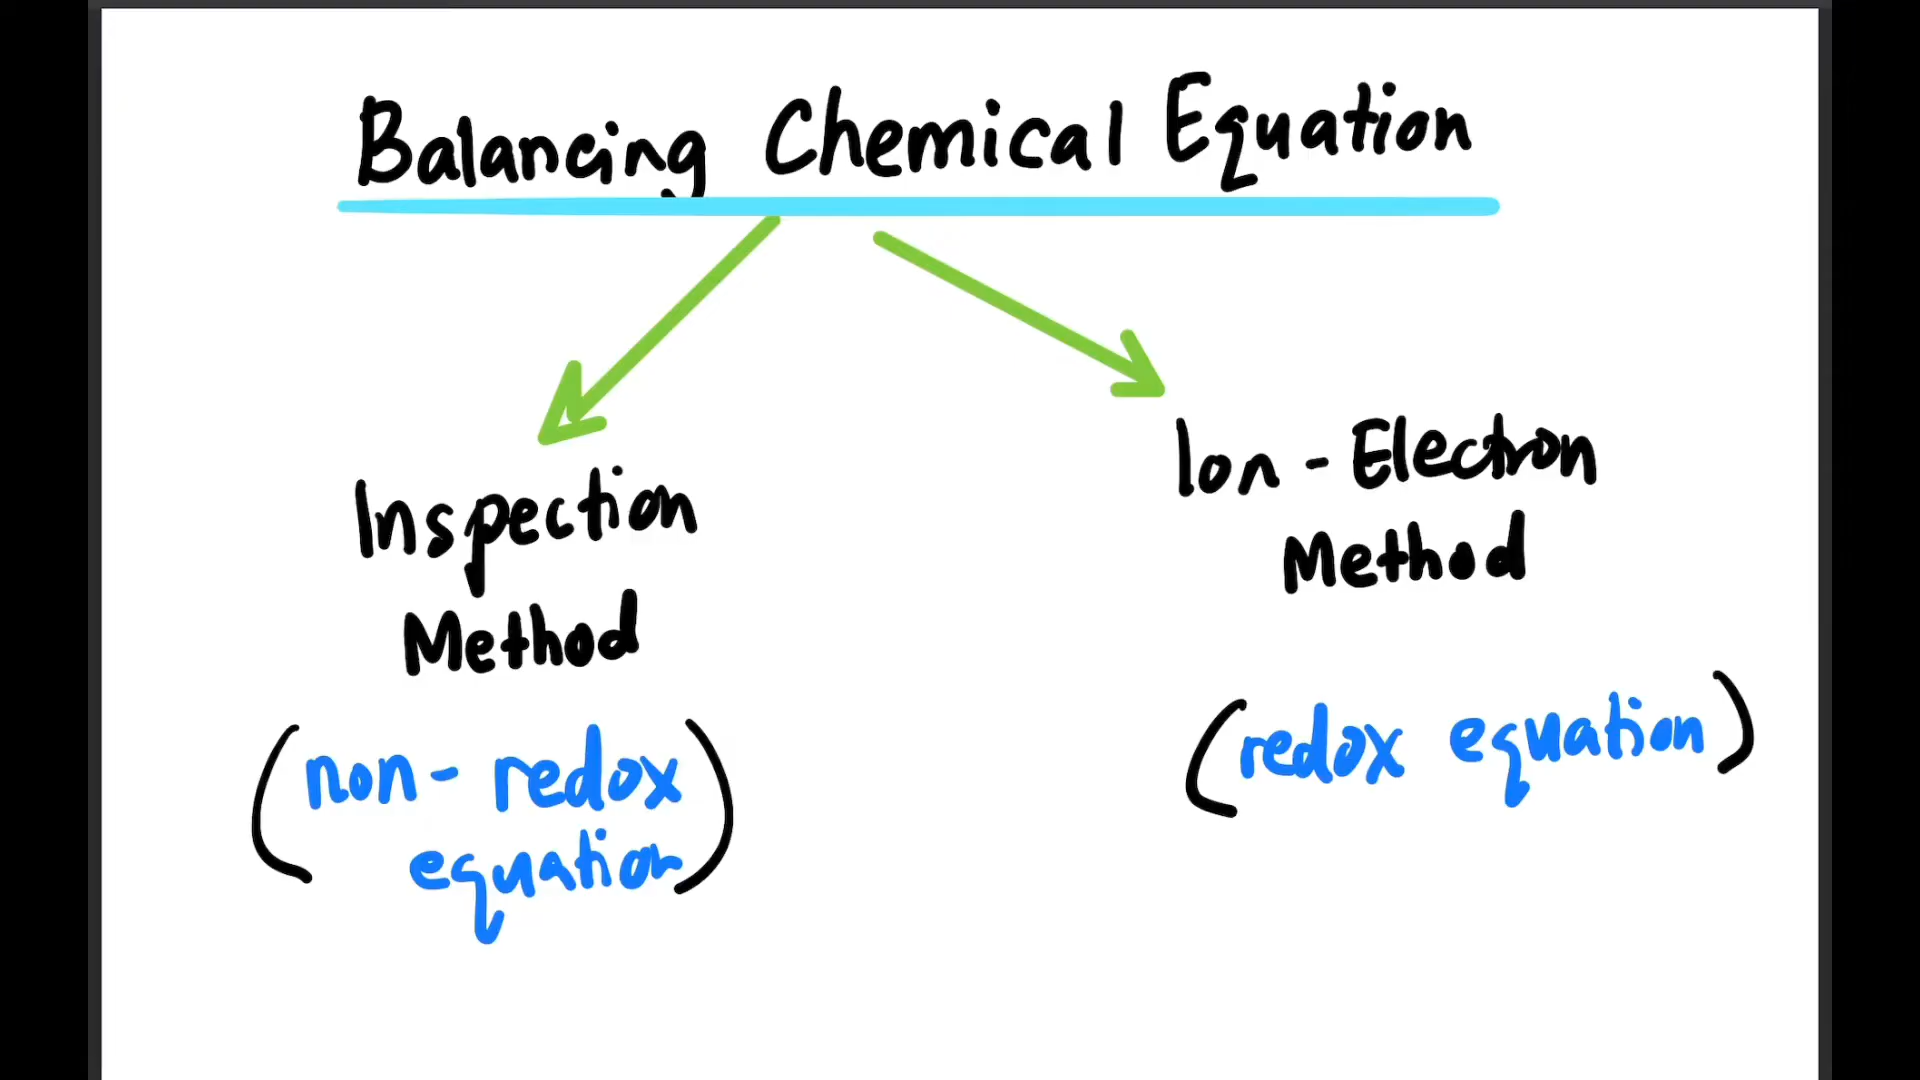 Balancing Chemical Equation
Inspection
Method
(non-redox
equation)
Ion-Electron
Method
(redox equation)